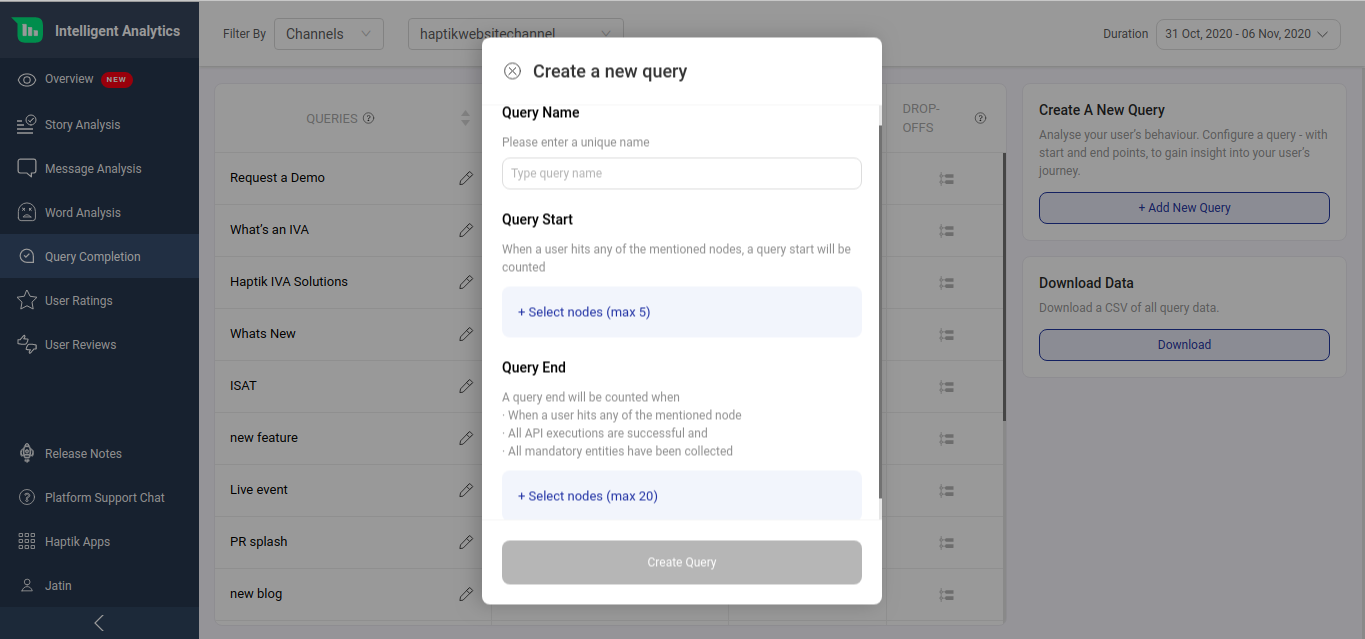 Intelligent Analytics
Overview NEW
Story Analysis
Message Analysis
Word Analysis
Query Completion
User Ratings
User Reviews
Release Notes
Platform Support Chat
Haptik Apps
Jatin
Filter By Channels haptikwebsitechannel
Duration 31 Oct, 2020 - 06 Nov, 2020
QUERIES ?
Request a Demo
What's an IVA
Haptik IVA Solutions
Whats New
ISAT
new feature
Live event
PR splash
new blog
Create a new query
Query Name
Please enter a unique name
Type query name
Query Start
When a user hits any of the mentioned nodes, a query start will be
counted
+ Select nodes (max 5)
Query End
A query end will be counted when
· When a user hits any of the mentioned node
· All API executions are successful and
· All mandatory entities have been collected
+ Select nodes (max 20)
Create Query
DROP-
OFFS ?
Create A New Query
Analyse your user's behaviour. Configure a query - with
start and end points, to gain insight into your user's
journey.
+ Add New Query
Download Data
Download a CSV of all query data.
Download